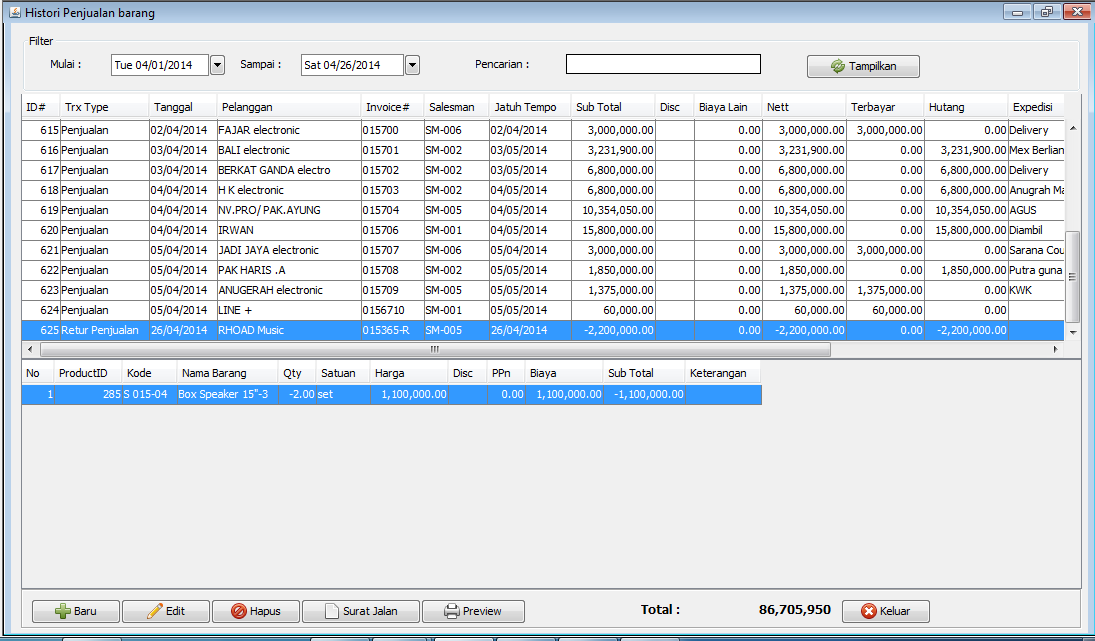 Histori Penjualan barang
Filter
Mulai : Tue 04/01/2014 Sampai : Sat 04/26/2014 Pencarian : Tampilkan
ID# Trx Type Tanggal Pelanggan Invoice# Salesman Jatuh Tempo Sub Total Disc Biaya Lain Nett Terbayar Hutang Expedisi
615 Penjualan 02/04/2014 FAJAR electronic 015700 SM-006 02/04/2014 3,000,000.00 0.00 3,000,000.00 3,000,000.00 0.00 Delivery
616 Penjualan 03/04/2014 BALI electronic 015701 SM-002 03/05/2014 3,231,900.00 0.00 3,231,900.00 0.00 3,231,900.00 Mex Berlian
617 Penjualan 03/04/2014 BERKAT GANDA electro 015702 SM-002 03/05/2014 6,800,000.00 0.00 6,800,000.00 0.00 6,800,000.00 Delivery
618 Penjualan 04/04/2014 H K electronic 015703 SM-002 04/05/2014 6,800,000.00 0.00 6,800,000.00 0.00 6,800,000.00 Anugrah Ma
619 Penjualan 04/04/2014 NV.PRO/ PAK.AYUNG 015704 SM-005 04/05/2014 10,354,050.00 0.00 10,354,050.00 0.00 10,354,050.00 AGUS
620 Penjualan 04/04/2014 IRWAN 015706 SM-001 04/05/2014 15,800,000.00 0.00 15,800,000.00 0.00 15,800,000.00 Diambil
621 Penjualan 05/04/2014 JADI JAYA electronic 015707 SM-006 05/04/2014 3,000,000.00 0.00 3,000,000.00 3,000,000.00 0.00 Sarana Cou
622 Penjualan 05/04/2014 PAK HARIS .A 015708 SM-002 05/05/2014 1,850,000.00 0.00 1,850,000.00 0.00 1,850,000.00 Putra guna
623 Penjualan 05/04/2014 ANUGERAH electronic 015709 SM-002 05/05/2014 1,375,000.00 0.00 1,375,000.00 1,375,000.00 0.00 KWK
624 Penjualan 05/04/2014 LINE + 0156710 SM-001 05/05/2014 60,000.00 0.00 60,000.00 60,000.00 0.00
625 Retur Penjualan 26/04/2014 RHOAD Music 015365-R SM-005 26/04/2014 -2,200,000.00 0.00 -2,200,000.00 0.00 -2,200,000.00
No ProductID Kode Nama Barang Qty Satuan Harga Disc PPn Biaya Sub Total Keterangan
1 285 S 015-04 Box Speaker 15"-3 -2.00 set 1,100,000.00 0.00 1,100,000.00 -1,100,000.00
Baru Edit Hapus Surat Jalan Preview Total : 86,705,950 Keluar